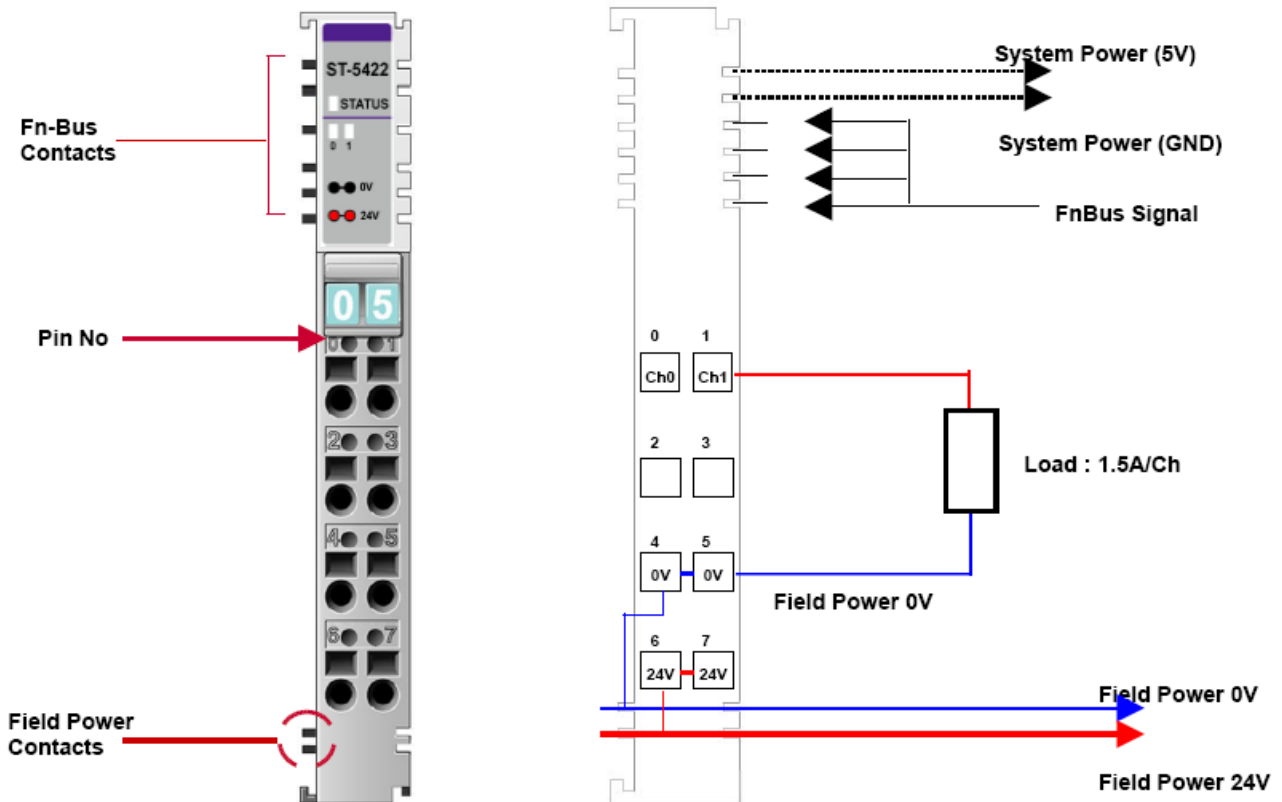 ST-5422
STATUS
0 1
0V
24V
Fn-Bus
Contacts
05
Pin No
0 1
2 3
4 5
6 7
Field Power
Contacts
System Power (5V)
System Power (GND)
FnBus Signal
0 1
Ch0 Ch1
2 3
Load : 1.5A/Ch
4 5
0V 0V
Field Power 0V
6 7
24V 24V
Field Power 0V
Field Power 24V